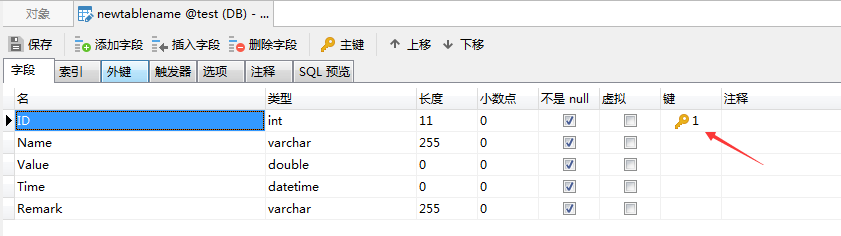 对象 newtablename @test (DB) - ...
保存 添加字段 插入字段 删除字段 主键 上移 下移
字段 索引 外键 触发器 选项 注释 SQL 预览
名 类型 长度 小数点 不是 null 虚拟 键 注释
ID int 11 0 1
Name varchar 255 0
Value double 0 0
Time datetime 0 0
Remark varchar 255 0